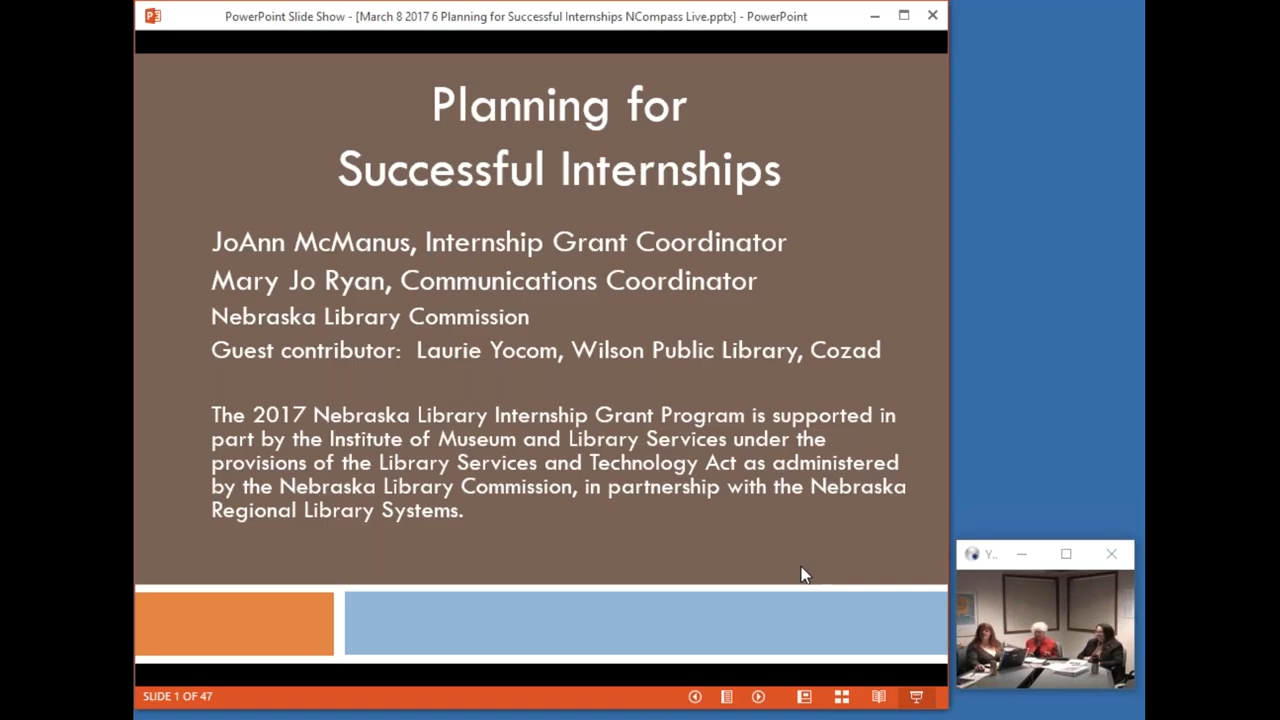 PowerPoint Slide Show - [March 8 2017 6 Planning for Successful Internships NCompass Live.pptx] - PowerPoint
Planning for
Successful Internships
JoAnn McManus, Internship Grant Coordinator
Mary Jo Ryan, Communications Coordinator
Nebraska Library Commission
Guest contributor: Laurie Yocom, Wilson Public Library, Cozad
The 2017 Nebraska Library Internship Grant Program is supported in
part by the Institute of Museum and Library Services under the
provisions of the Library Services and Technology Act as administered
by the Nebraska Library Commission, in partnership with the Nebraska
Regional Library Systems.
Y..
SLIDE 1 OF 47